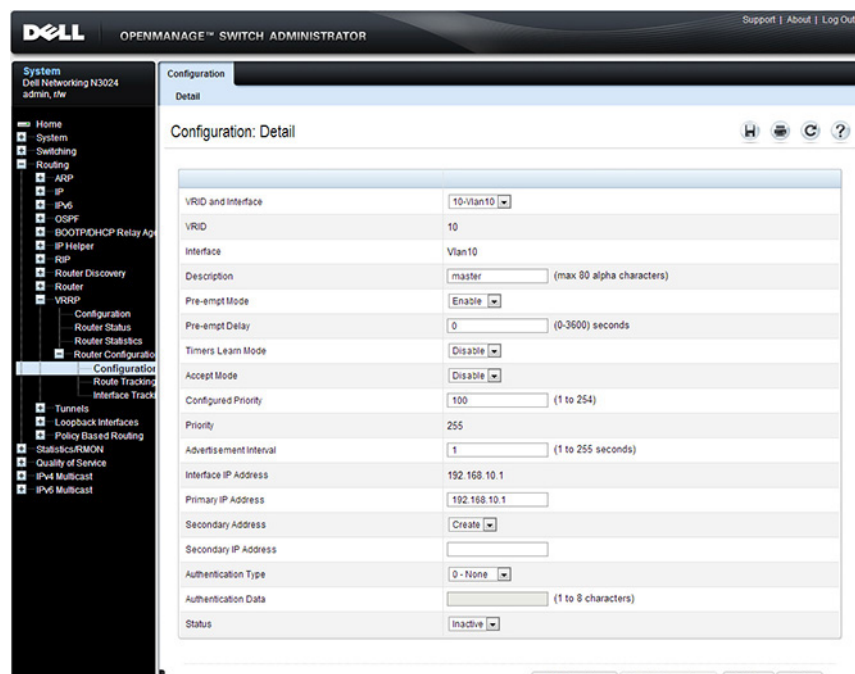 Support | About | Log Out
DELL OPENMANAGE™ SWITCH ADMINISTRATOR
System
Dell Networking N3024
admin, r/w
Home
System
Switching
Routing
ARP
IP
IPv6
OSPF
BOOTP/DHCP Relay Age
IP Helper
RIP
Router Discovery
Router
VRRP
Configuration
Router Status
Router Statistics
Router Configuratio
Configuration
Route Tracking
Interface Tracki
Tunnels
Loopback Interfaces
Policy Based Routing
Statistics/RMON
Quality of Service
IPv4 Multicast
IPv6 Multicast
Configuration
Detail
Configuration: Detail
?
VRID and Interface 10-Vlan10
VRID 10
Interface Vlan10
Description master (max 80 alpha characters)
Pre-empt Mode Enable
Pre-empt Delay 0 (0-3600) seconds
Timers Learn Mode Disable
Accept Mode Disable
Configured Priority 100 (1 to 254)
Priority 255
Advertisement Interval 1 (1 to 255 seconds)
Interface IP Address 192.168.10.1
Primary IP Address 192.168.10.1
Secondary Address Create
Secondary IP Address
Authentication Type 0 - None
Authentication Data (1 to 8 characters)
Status Inactive